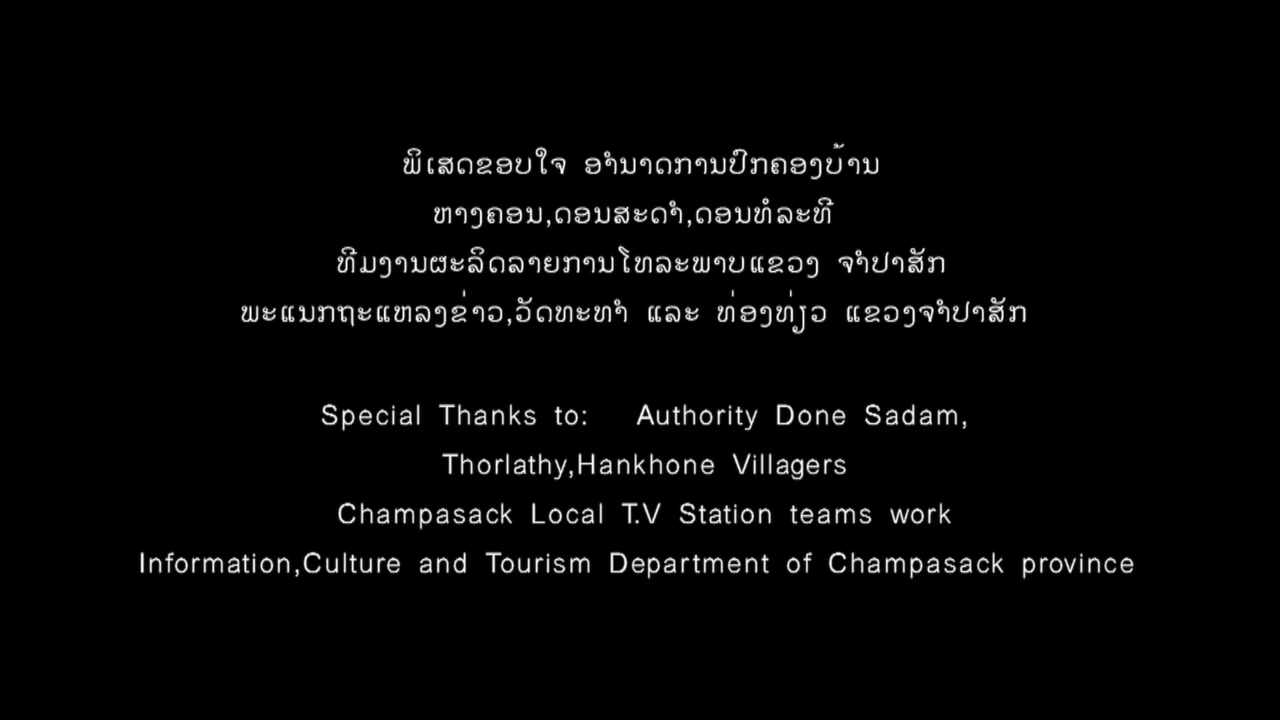 ພິເສດຂອບໃຈ ອຳນາດການປົກຄອງບ້ານ
ຫາງຄອນ,ດອນສະດຳ,ດອນທໍລະທີ
ທີມງານຜະລິດລາຍການໂທລະພາບແຂວງ ຈຳປາສັກ
ພະແນກຖະແຫລງຂ່າວ,ວັດທະທຳ ແລະ ທ່ອງທ່ຽວ ແຂວງຈຳປາສັກ
Special Thanks to: Authority Done Sadam,
Thorlathy,Hankhone Villagers
Champasack Local T.V Station teams work
Information,Culture and Tourism Department of Champasack province